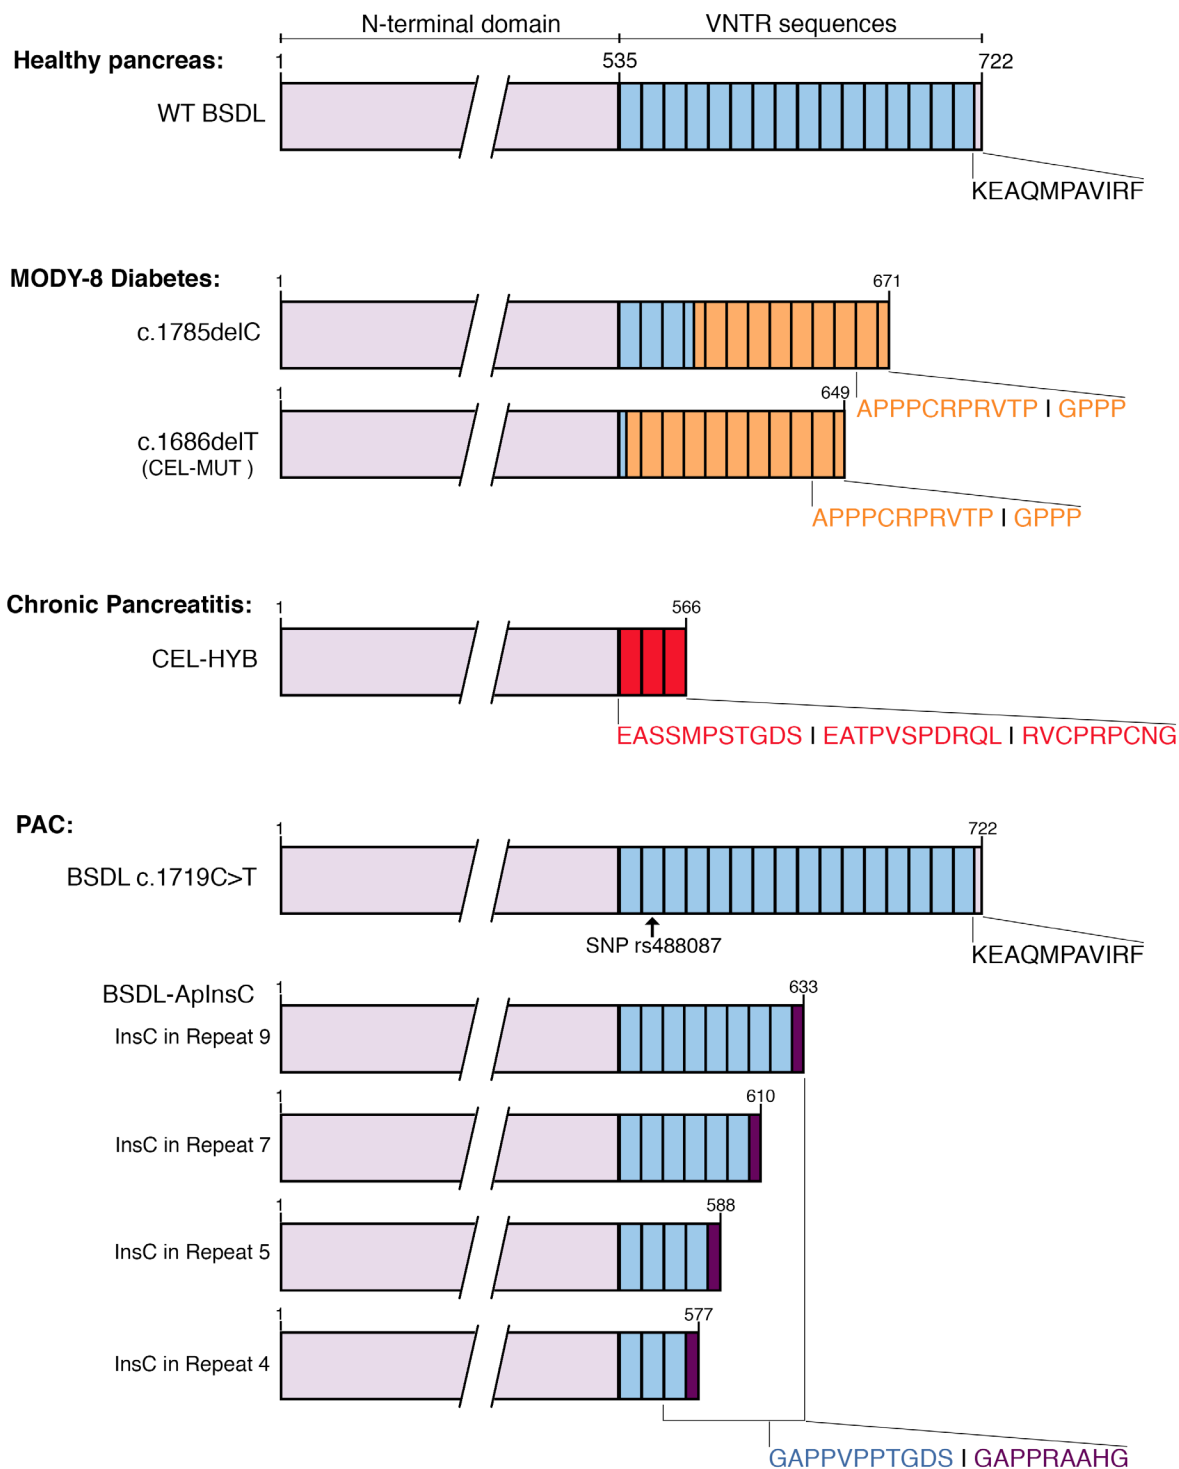 N-terminal domain VNTR sequences
Healthy pancreas: 1 535 722
WT BSDL
KEAQMPAVIRF
MODY-8 Diabetes: 1 671
c.1785delC
APPPCRPRVTP I GPPP
1 649
c.1686delT
(CEL-MUT )
APPPCRPRVTP I GPPP
Chronic Pancreatitis: 1 566
CEL-HYB
EASSMPSTGDS I EATPVSPDRQL I RVCPRPCNG
PAC: 1 722
BSDL c.1719C>T
SNP rs488087
KEAQMPAVIRF
BSDL-ApInsC 1 633
InsC in Repeat 9
1 610
InsC in Repeat 7
1 588
InsC in Repeat 5
1 577
InsC in Repeat 4
GAPPVPPTGDS I GAPPRAAHG